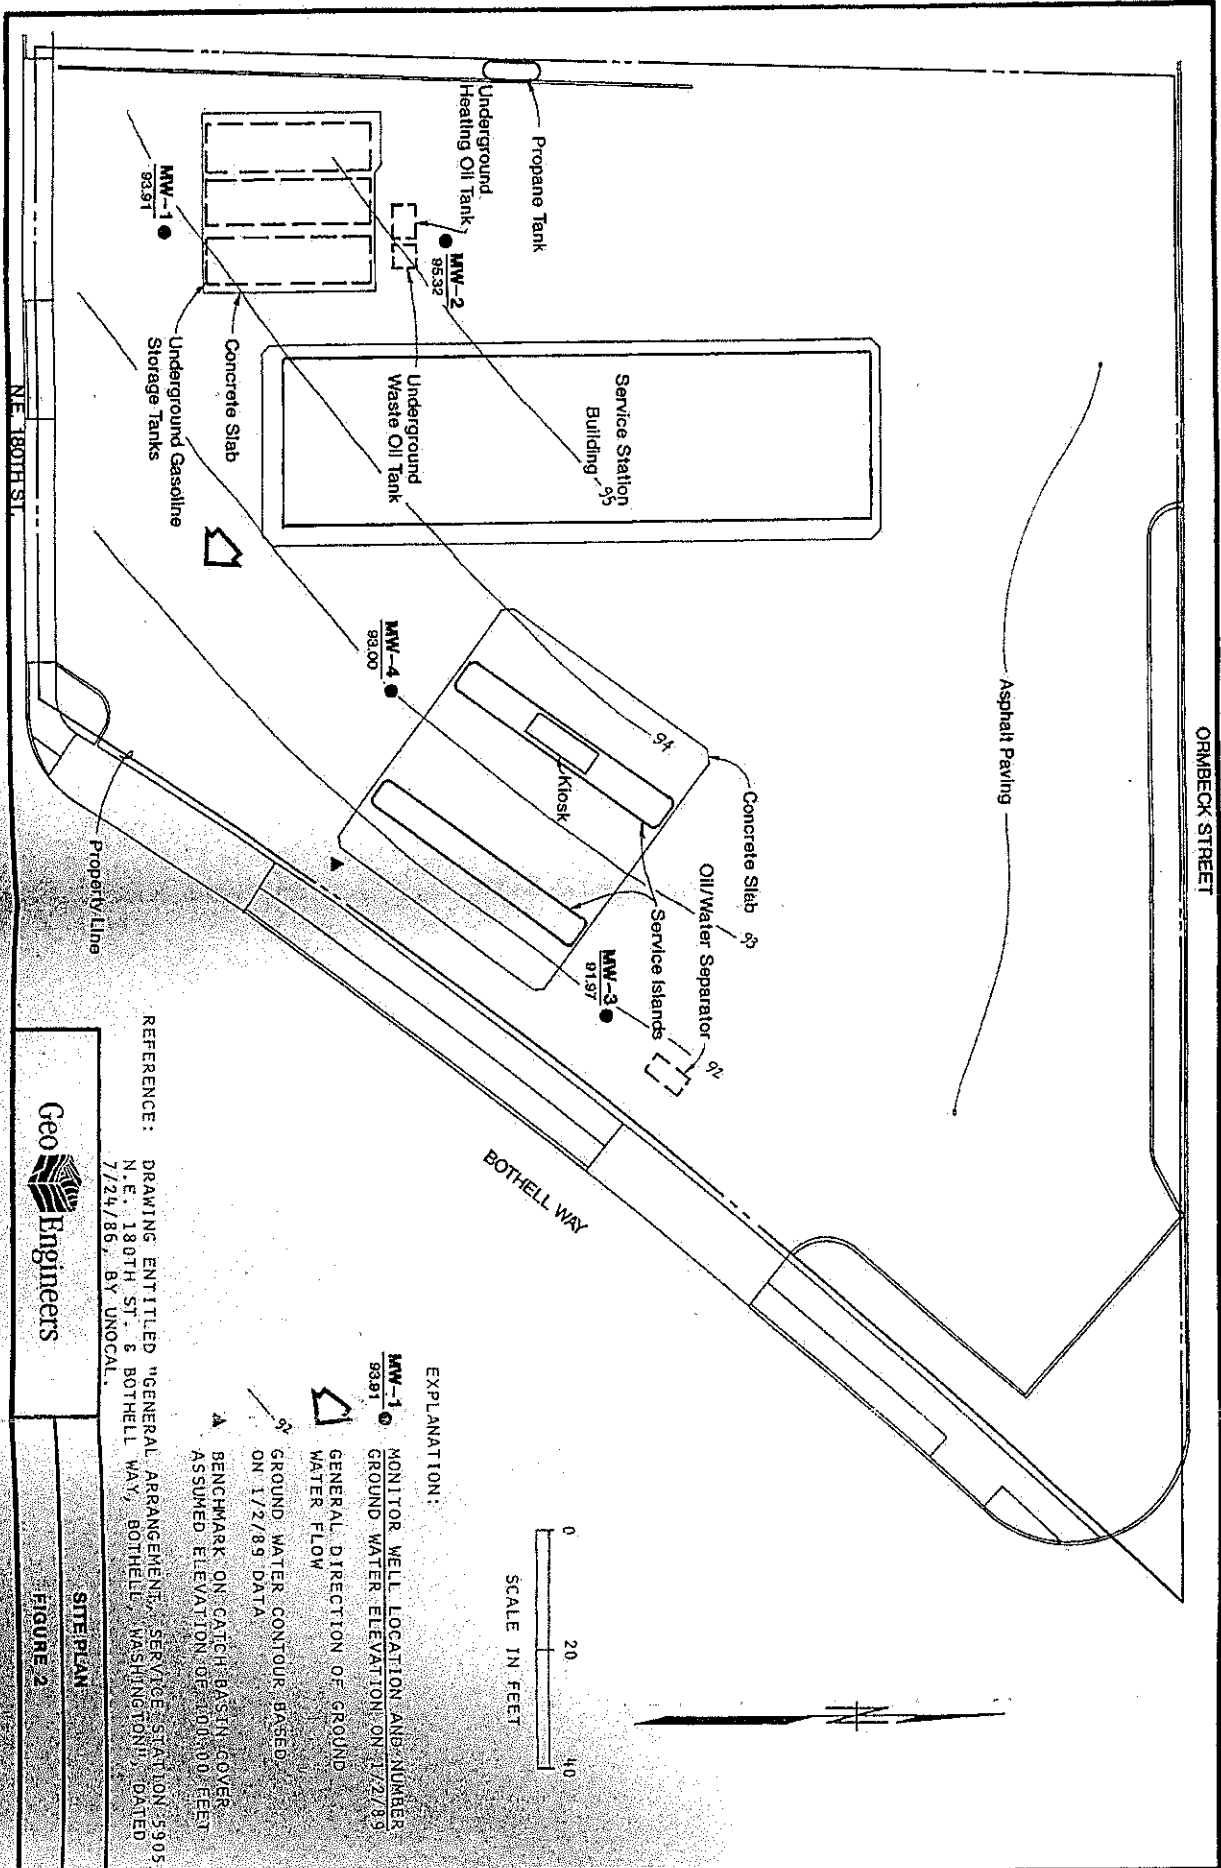 ORMBECK STREET
Asphalt Paving
Propane Tank
Underground
Heating Oil Tank
MW-2
95.32
Service Station
Building
95
Underground
Waste Oil Tank
MW-1
93.91
Concrete Slab
Underground Gasoline
Storage Tanks
N.E. 180TH ST.
MW-4
93.00
94
Kiosk
Concrete Slab
93
Oil/Water Separator
Service Islands
MW-3
91.97
92
Property Line
BOTHELL WAY
0 20 40
SCALE IN FEET
EXPLANATION:
MW-1
93.91
MONITOR WELL LOCATION AND NUMBER
GROUND WATER ELEVATION ON 1/2/89
GENERAL DIRECTION OF GROUND
WATER FLOW
92
GROUND WATER CONTOUR BASED
ON 1/2/89 DATA
BENCHMARK ON CATCH BASIN COVER
ASSUMED ELEVATION OF 100.00 FEET
REFERENCE: DRAWING ENTITLED "GENERAL ARRANGEMENT, SERVICE STATION 5905
N.E. 180TH ST. & BOTHELL WAY, BOTHELL, WASHINGTON", DATED
7/24/86, BY UNOCAL.
Geo Engineers
SITE PLAN
FIGURE 2